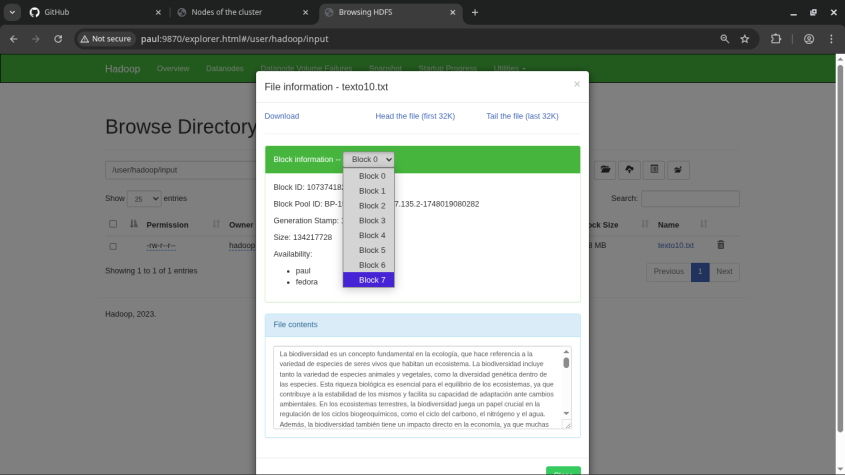 GitHub
Nodes of the cluster
Browsing HDFS
Not secure
paul:9870/explorer.html#/user/hadoop/input
Hadoop Overview Datanodes Datanode Volume Failures Snapshot Startup Progress Utilities
File information - texto10.txt
Download Head the file (first 32K) Tail the file (last 32K)
Browse Directory
Block information -- Block 0
Block 0
Block 1
Block 2
Block 3
Block 4
Block 5
Block 6
Block 7
/user/hadoop/input
Block ID:
Block Pool ID: 7.135.2-1748019080282
Generation Stamp:
Size: 134217728
Availability:
paul
fedora
Show 25 entries
Search:
Permission Owner Size Name
-rw-r--r-- hadoop MB texto10.txt
Showing 1 to 1 of 1 entries
Previous 1 Next
Hadoop, 2023.
File contents
La biodiversidad es un concepto fundamental en la ecología, que hace referencia a la
variedad de especies de seres vivos que habitan un ecosistema. La biodiversidad incluye
tanto la variedad de especies animales y vegetales, como la diversidad genética dentro de
las especies. Esta riqueza biológica es esencial para el equilibrio de los ecosistemas, ya que
contribuye a la estabilidad de los mismos y facilita su capacidad de adaptación ante cambios
ambientales. En los ecosistemas terrestres, la biodiversidad juega un papel crucial en la
regulación de los ciclos biogeoquímicos, como el ciclo del carbono, el nitrógeno y el agua.
Además, la biodiversidad también tiene un impacto directo en la economía, ya que muchas